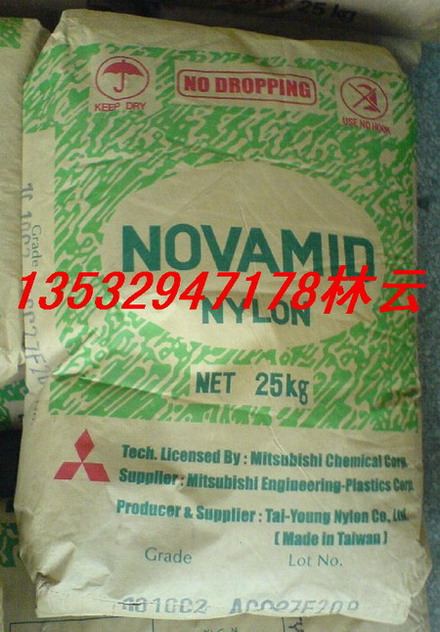 25 kg
KEEP DRY
NO DROPPING
USE NO HOOK
NOVAMID
13532947178林云
NYLON
NET 25kg
Tech. Licensed By : Mitsubishi Chemical Corp.
Supplier : Mitsubishi Engineering-Plastics Corp.
Producer & Supplier : Tai-Young Nylon Co., Ltd.
( Made in Taiwan )
Grade Lot No.
Grade